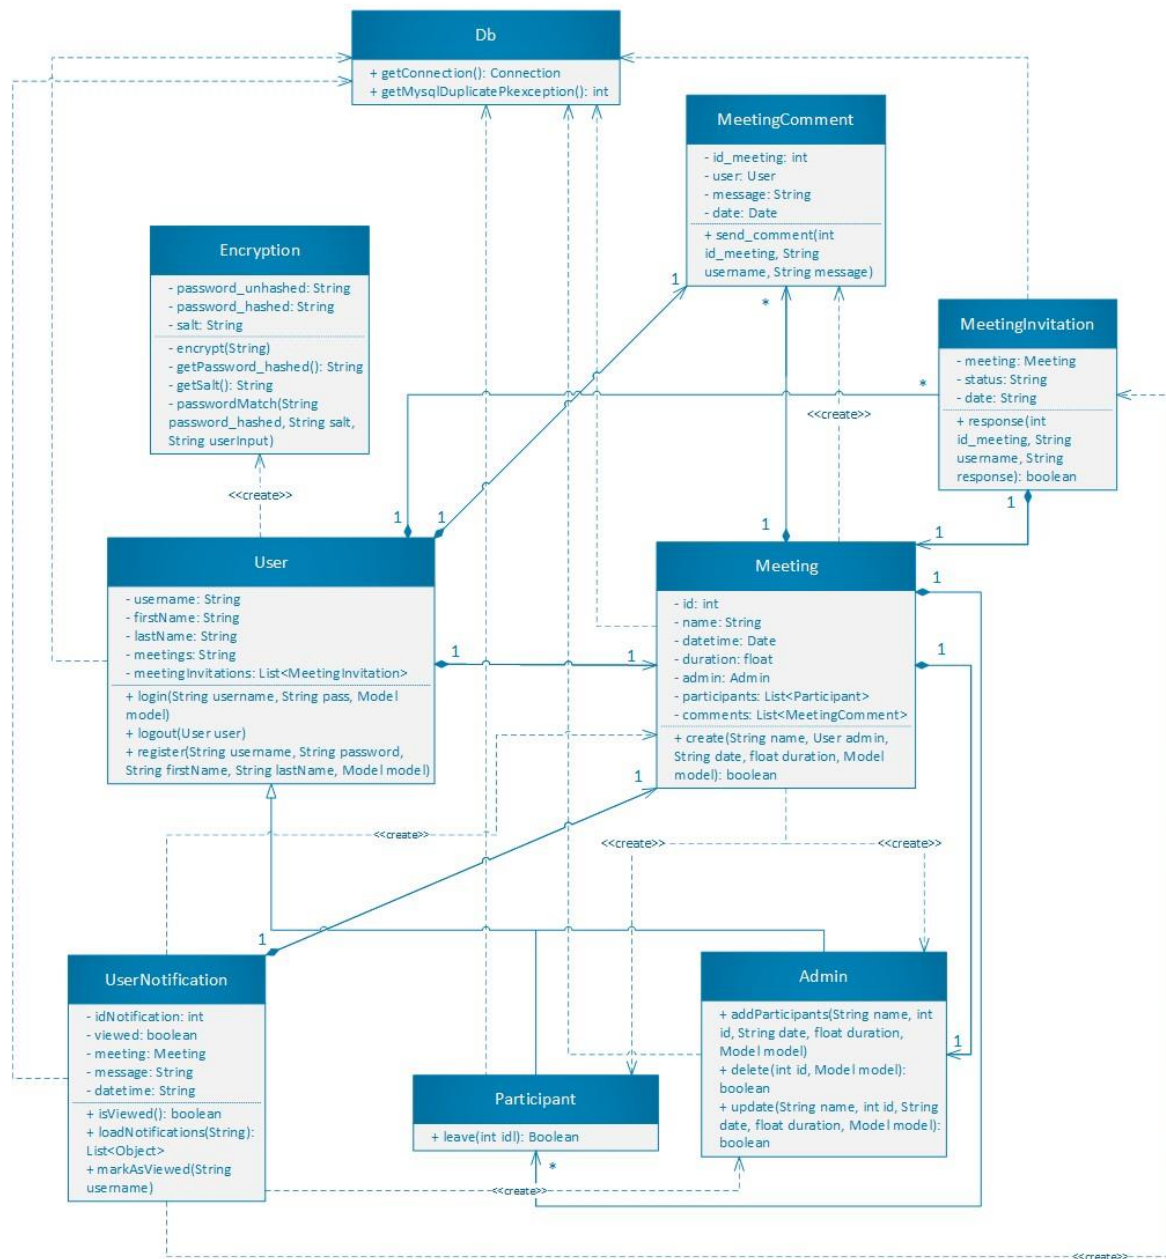 Db
+ getConnection(): Connection
+ getMysqlDuplicatePkexception(): int
MeetingComment
- id_meeting: int
- user: User
- message: String
- date: Date
+ send_comment(int
id_meeting, String
username, String message)
Encryption
- password_unhashed: String
- password_hashed: String
- salt: String
- encrypt(String)
- getPassword_hashed(): String
- getSalt(): String
- passwordMatch(String
password_hashed, String salt,
String userInput)
1
*
MeetingInvitation
- meeting: Meeting
- status: String
- date: String
+ response(int
id_meeting, String
username, String
response): boolean
*
<<create>>
<<create>>
1
1
1
1
1
User
- username: String
- firstName: String
- lastName: String
- meetings: String
- meetingInvitations: List<MeetingInvitation>
+ login(String username, String pass, Model
model)
+ logout(User user)
+ register(String username, String password,
String firstName, String lastName, Model model)
1
1
1
Meeting
- id: int
- name: String
- datetime: Date
- duration: float
- admin: Admin
- participants: List<Participant>
- comments: List<MeetingComment>
+ create(String name, User admin,
String date, float duration, Model
model): boolean
1
1
<<create>>
<<create>>
<<create>>
1
UserNotification
- idNotification: int
- viewed: boolean
- meeting: Meeting
- message: String
- datetime: String
+ isViewed(): boolean
+ loadNotifications(String):
List<Object>
+ markAsViewed(String
username)
Admin
+ addParticipants(String name, int
id, String date, float duration,
Model model)
+ delete(int id, Model model):
boolean
+ update(String name, int id, String
date, float duration, Model model):
boolean
1
Participant
+ leave(int idl): Boolean
*
<<create>>
<<create>>